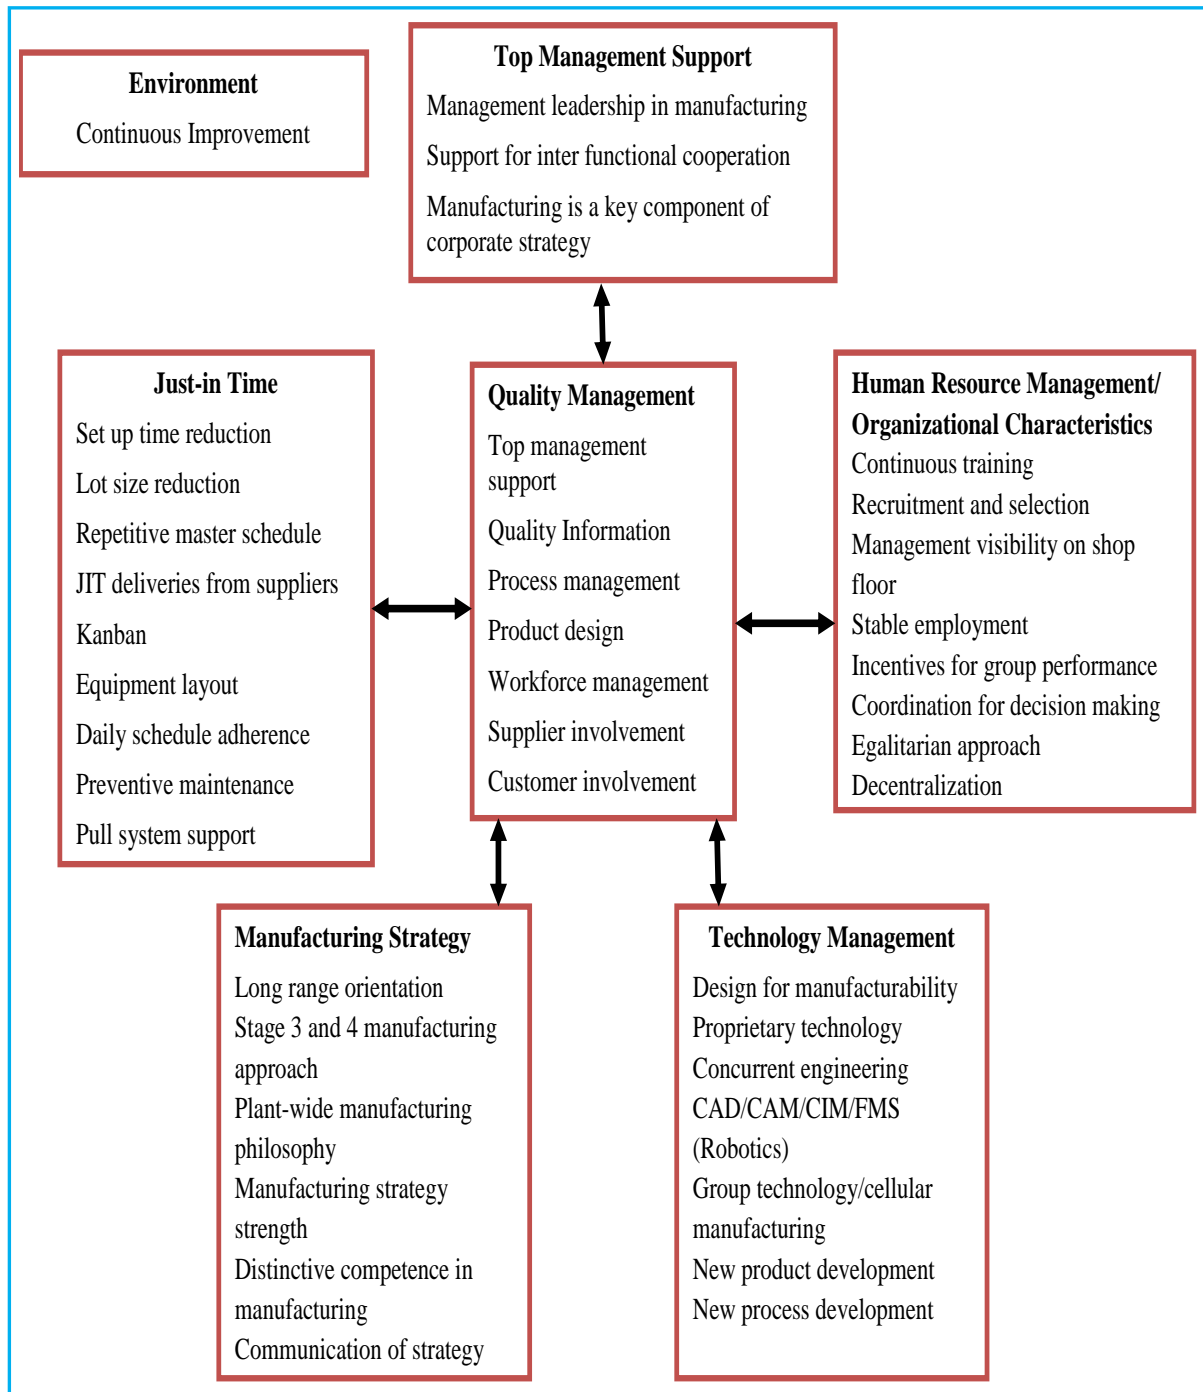 Environment
Continuous Improvement
Top Management Support
Management leadership in manufacturing
Support for inter functional cooperation
Manufacturing is a key component of
corporate strategy
Just-in Time
Set up time reduction
Lot size reduction
Repetitive master schedule
JIT deliveries from suppliers
Kanban
Equipment layout
Daily schedule adherence
Preventive maintenance
Pull system support
Quality Management
Top management
support
Quality Information
Process management
Product design
Workforce management
Supplier involvement
Customer involvement
Human Resource Management/
Organizational Characteristics
Continuous training
Recruitment and selection
Management visibility on shop
floor
Stable employment
Incentives for group performance
Coordination for decision making
Egalitarian approach
Decentralization
Manufacturing Strategy
Long range orientation
Stage 3 and 4 manufacturing
approach
Plant-wide manufacturing
philosophy
Manufacturing strategy
strength
Distinctive competence in
manufacturing
Communication of strategy
Technology Management
Design for manufacturability
Proprietary technology
Concurrent engineering
CAD/CAM/CIM/FMS
(Robotics)
Group technology/cellular
manufacturing
New product development
New process development